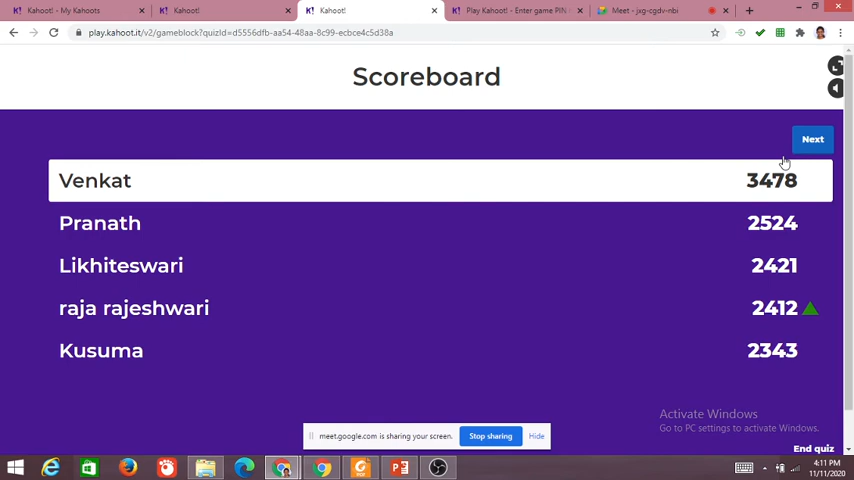 Kahoot! - My Kahoots
Kahoot!
Kahoot!
Play Kahoot! - Enter game PIN
Meet - jxg-cgdv-nbi
play.kahoot.it/v2/gameblock?quizId=d5556dfb-aa54-48aa-8c99-ecbce4c5d38a
Scoreboard
Next
Venkat 3478
Pranath 2524
Likhiteswari 2421
raja rajeshwari 2412
Kusuma 2343
Activate Windows
Go to PC settings to activate Windows.
meet.google.com is sharing your screen. Stop sharing Hide
End quiz
4:11 PM
11/11/2020